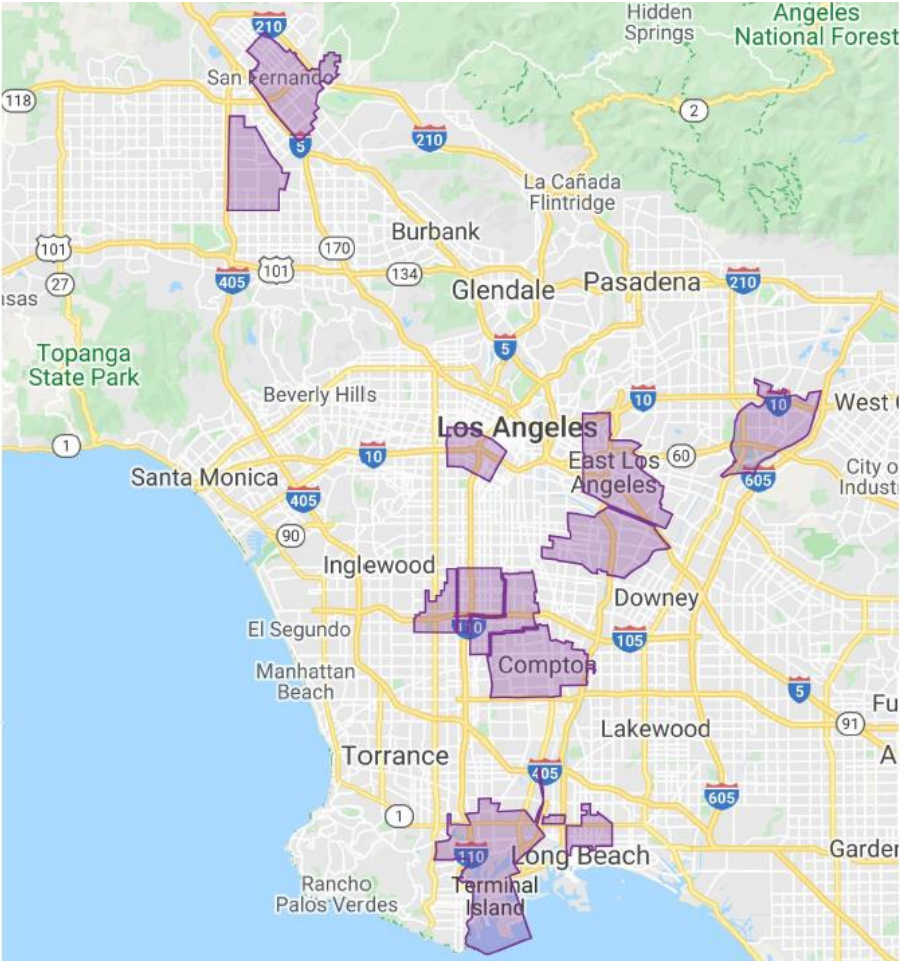 Hidden
Springs
Angeles
National Forest
210
San Fernando
118
2
5
210
La Cañada
Flintridge
Burbank
101
170
27
405
101
134
Glendale
Pasadena
210
asas
5
Topanga
State Park
Beverly Hills
10
10
West C
Los Angeles
1
10
East Los
Angeles
60
Santa Monica
405
605
City o
Industr
90
Inglewood
Downey
El Segundo
110
105
Manhattan
Beach
Compton
5
Fu
91
Lakewood
A
Torrance
405
605
1
110
Long Beach
Garder
Rancho
Palos Verdes
Terminal
Island